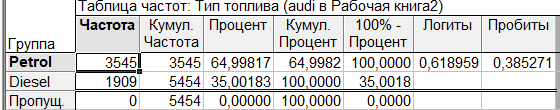 Таблица частот: Тип топлива (audi в Рабочая книга2)
Группа Частота Кумул. Частота Процент Кумул. Процент 100% - Процент Логиты Пробиты
Petrol 3545 3545 64,99817 64,9982 100,0000 0,618959 0,385271
Diesel 1909 5454 35,00183 100,0000 35,0018
Пропущ. 0 5454 0,00000 100,0000 0,0000